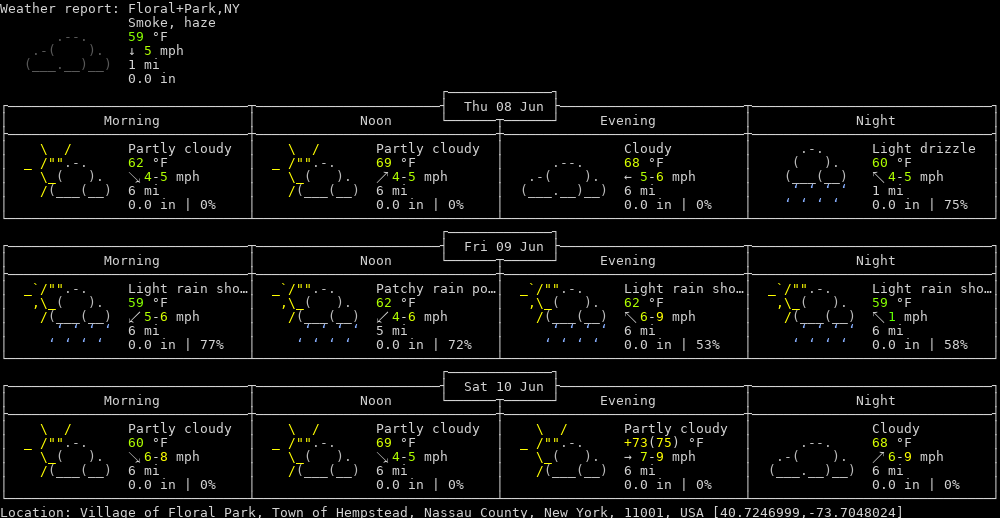 Weather report: Floral+Park,NY
Smoke, haze
59 °F
↓ 5 mph
1 mi
0.0 in
Thu 08 Jun
Morning Noon Evening Night
Partly cloudy Partly cloudy Cloudy Light drizzle
62 °F 69 °F 68 °F 60 °F
↘ 4-5 mph ↗ 4-5 mph ← 5-6 mph ↖ 4-5 mph
6 mi 6 mi 6 mi 1 mi
0.0 in | 0% 0.0 in | 0% 0.0 in | 0% 0.0 in | 75%
Fri 09 Jun
Morning Noon Evening Night
Light rain sho… Patchy rain po… Light rain sho… Light rain sho…
59 °F 62 °F 62 °F 59 °F
↙ 5-6 mph ↙ 4-6 mph ↖ 6-9 mph ↖ 1 mph
6 mi 5 mi 6 mi 6 mi
0.0 in | 77% 0.0 in | 72% 0.0 in | 53% 0.0 in | 58%
Sat 10 Jun
Morning Noon Evening Night
Partly cloudy Partly cloudy Partly cloudy Cloudy
60 °F 69 °F +73(75) °F 68 °F
↘ 6-8 mph ↘ 4-5 mph → 7-9 mph ↗ 6-9 mph
6 mi 6 mi 6 mi 6 mi
0.0 in | 0% 0.0 in | 0% 0.0 in | 0% 0.0 in | 0%
Location: Village of Floral Park, Town of Hempstead, Nassau County, New York, 11001, USA [40.7246999,-73.7048024]